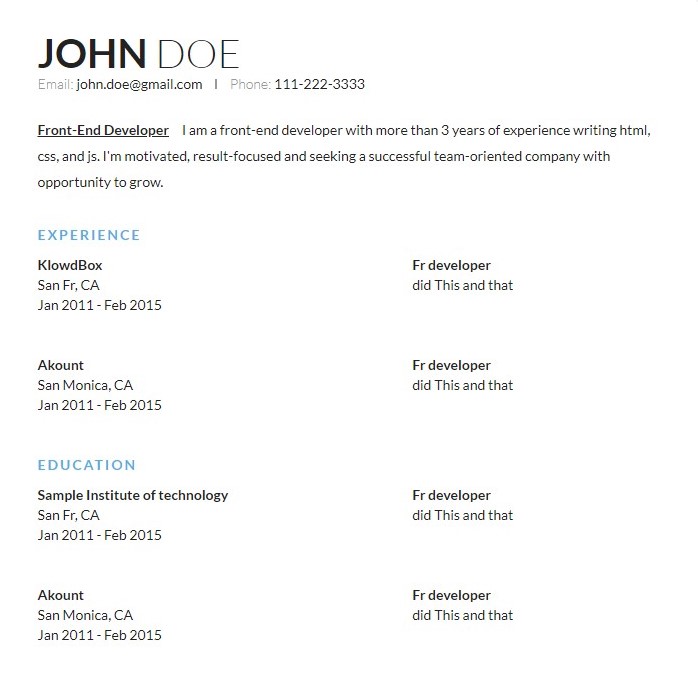 JOHN DOE
Email: john.doe@gmail.com | Phone: 111-222-3333
Front-End Developer I am a front-end developer with more than 3 years of experience writing html,
css, and js. I'm motivated, result-focused and seeking a successful team-oriented company with
opportunity to grow.
EXPERIENCE
KlowdBox
San Fr, CA
Jan 2011 - Feb 2015
Fr developer
did This and that
Akount
San Monica, CA
Jan 2011 - Feb 2015
Fr developer
did This and that
EDUCATION
Sample Institute of technology
San Fr, CA
Jan 2011 - Feb 2015
Fr developer
did This and that
Akount
San Monica, CA
Jan 2011 - Feb 2015
Fr developer
did This and that